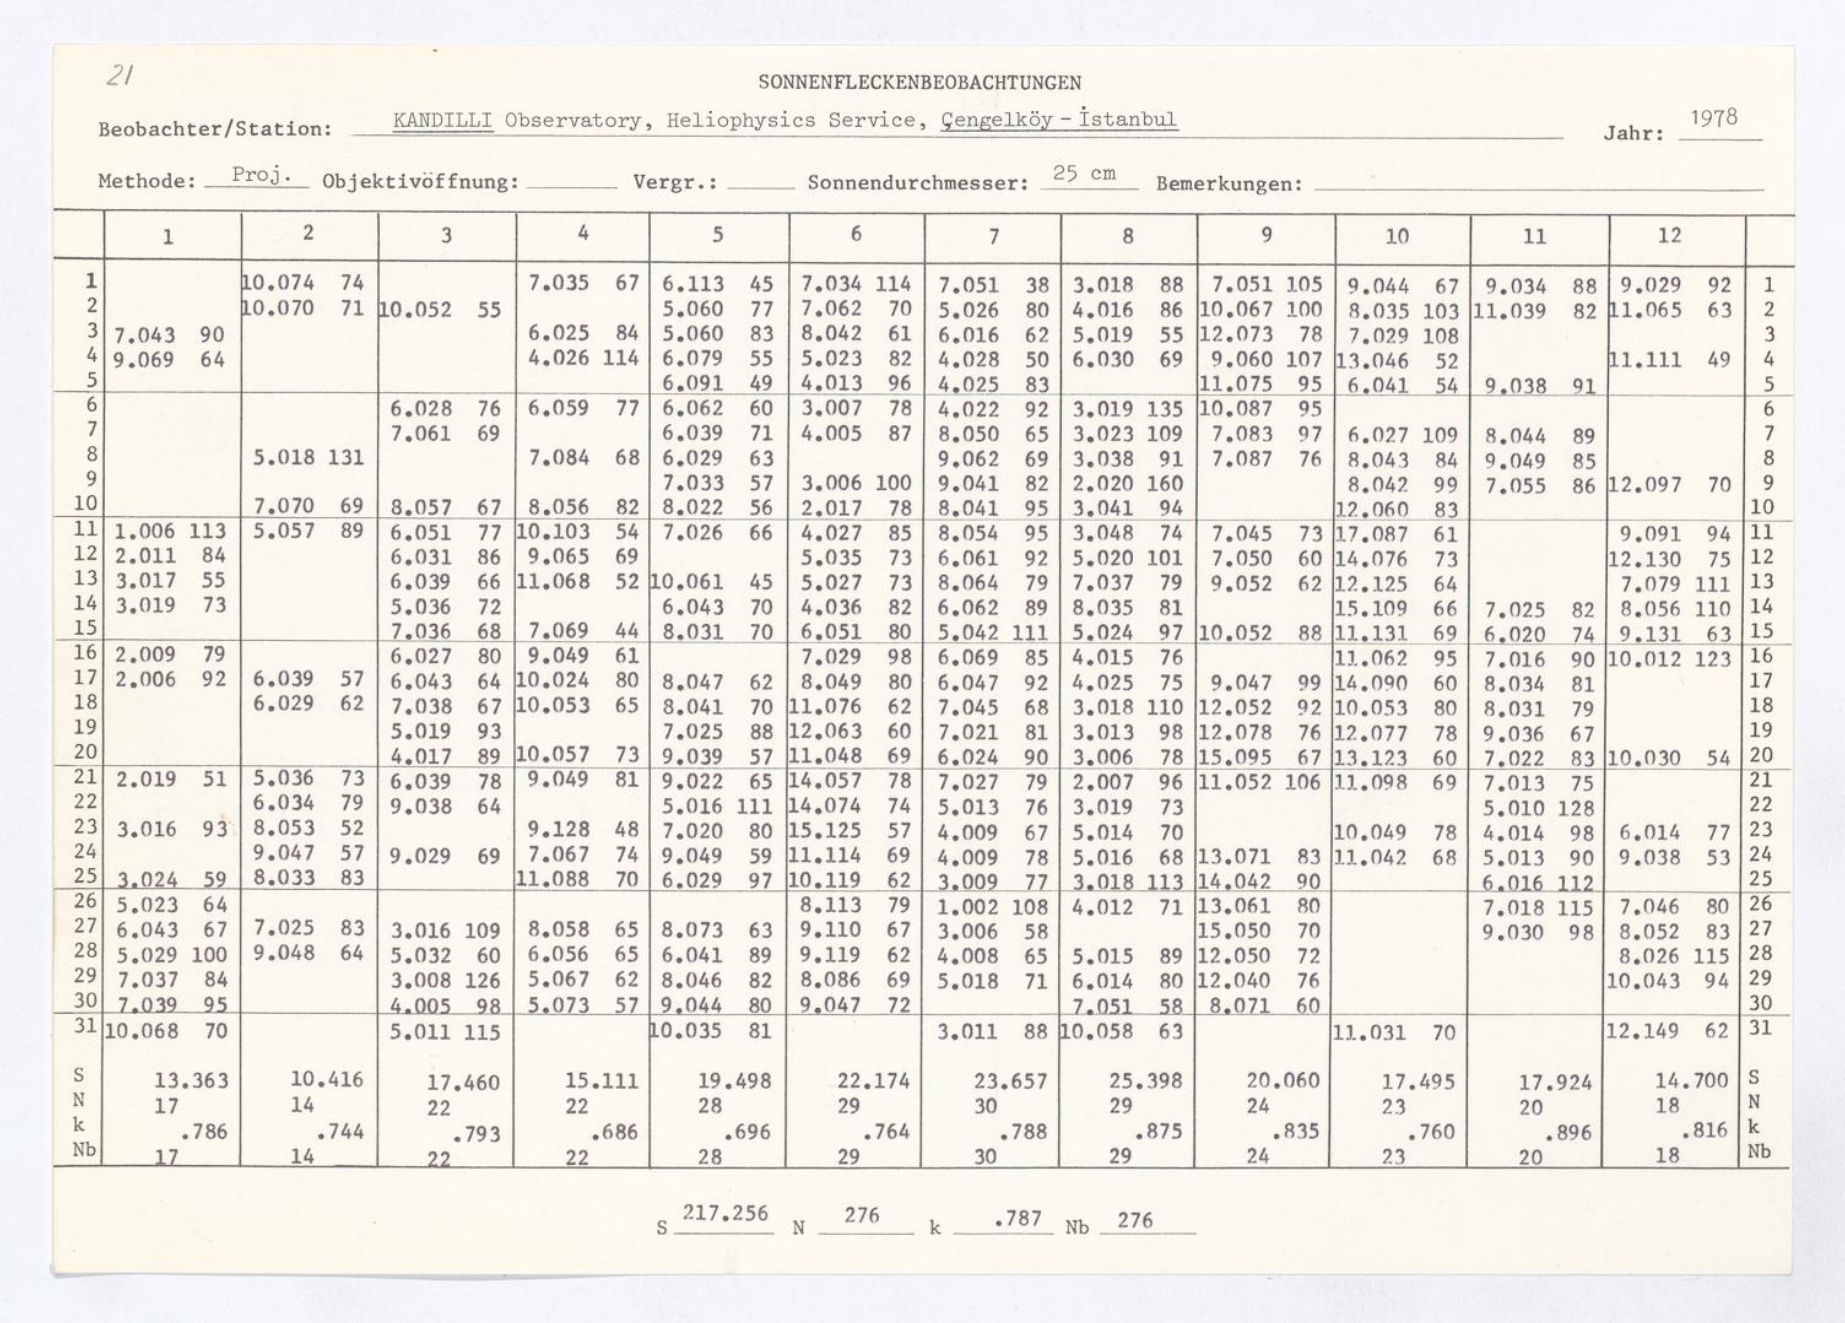 21
SONNENFLECKENBEOBACHTUNGEN
Beobachter/Station: KANDILLI Observatory, Heliophysics Service, Çengelköy - İstanbul Jahr: 1978
Methode: Proj. Objektivöffnung: Vergr.: Sonnendurchmesser: 25 cm Bemerkungen:
1 2 3 4 5 6 7 8 9 10 11 12
1 10.074 74 7.035 67 6.113 45 7.034 114 7.051 38 3.018 88 7.051 105 9.044 67 9.034 88 9.029 92 1
2 10.070 71 10.052 55 5.060 77 7.062 70 5.026 80 4.016 86 10.067 100 8.035 103 11.039 82 11.065 63 2
3 7.043 90 6.025 84 5.060 83 8.042 61 6.016 62 5.019 55 12.073 78 7.029 108 3
4 9.069 64 4.026 114 6.079 55 5.023 82 4.028 50 6.030 69 9.060 107 13.046 52 11.111 49 4
5 6.091 49 4.013 96 4.025 83 11.075 95 6.041 54 9.038 91 5
6 6.028 76 6.059 77 6.062 60 3.007 78 4.022 92 3.019 135 10.087 95 6
7 7.061 69 6.039 71 4.005 87 8.050 65 3.023 109 7.083 97 6.027 109 8.044 89 7
8 5.018 131 7.084 68 6.029 63 9.062 69 3.038 91 7.087 76 8.043 84 9.049 85 8
9 7.033 57 3.006 100 9.041 82 2.020 160 8.042 99 7.055 86 12.097 70 9
10 7.070 69 8.057 67 8.056 82 8.022 56 2.017 78 8.041 95 3.041 94 12.060 83 10
11 1.006 113 5.057 89 6.051 77 10.103 54 7.026 66 4.027 85 8.054 95 3.048 74 7.045 73 17.087 61 9.091 94 11
12 2.011 84 6.031 86 9.065 69 5.035 73 6.061 92 5.020 101 7.050 60 14.076 73 12.130 75 12
13 3.017 55 6.039 66 11.068 52 10.061 45 5.027 73 8.064 79 7.037 79 9.052 62 12.125 64 7.079 111 13
14 3.019 73 5.036 72 6.043 70 4.036 82 6.062 89 8.035 81 15.109 66 7.025 82 8.056 110 14
15 7.036 68 7.069 44 8.031 70 6.051 80 5.042 111 5.024 97 10.052 88 11.131 69 6.020 74 9.131 63 15
16 2.009 79 6.027 80 9.049 61 7.029 98 6.069 85 4.015 76 11.062 95 7.016 90 10.012 123 16
17 2.006 92 6.039 57 6.043 64 10.024 80 8.047 62 8.049 80 6.047 92 4.025 75 9.047 99 14.090 60 8.034 81 17
18 6.029 62 7.038 67 10.053 65 8.041 70 11.076 62 7.045 68 3.018 110 12.052 92 10.053 80 8.031 79 18
19 5.019 93 7.025 88 12.063 60 7.021 81 3.013 98 12.078 76 12.077 78 9.036 67 19
20 4.017 89 10.057 73 9.039 57 11.048 69 6.024 90 3.006 78 15.095 67 13.123 60 7.022 83 10.030 54 20
21 2.019 51 5.036 73 6.039 78 9.049 81 9.022 65 14.057 78 7.027 79 2.007 96 11.052 106 11.098 69 7.013 75 21
22 6.034 79 9.038 64 5.016 111 14.074 74 5.013 76 3.019 73 5.010 128 22
23 3.016 93 8.053 52 9.128 48 7.020 80 15.125 57 4.009 67 5.014 70 10.049 78 4.014 98 6.014 77 23
24 9.047 57 9.029 69 7.067 74 9.049 59 11.114 69 4.009 78 5.016 68 13.071 83 11.042 68 5.013 90 9.038 53 24
25 3.024 59 8.033 83 11.088 70 6.029 97 10.119 62 3.009 77 3.018 113 14.042 90 6.016 112 25
26 5.023 64 8.113 79 1.002 108 4.012 71 13.061 80 7.018 115 7.046 80 26
27 6.043 67 7.025 83 3.016 109 8.058 65 8.073 63 9.110 67 3.006 58 15.050 70 9.030 98 8.052 83 27
28 5.029 100 9.048 64 5.032 60 6.056 65 6.041 89 9.119 62 4.008 65 5.015 89 12.050 72 8.026 115 28
29 7.037 84 3.008 126 5.067 62 8.046 82 8.086 69 5.018 71 6.014 80 12.040 76 10.043 94 29
30 7.039 95 4.005 98 5.073 57 9.044 80 9.047 72 7.051 58 8.071 60 30
31 10.068 70 5.011 115 10.035 81 3.011 88 10.058 63 11.031 70 12.149 62 31
S 13.363 10.416 17.460 15.111 19.498 22.174 23.657 25.398 20.060 17.495 17.924 14.700 S
N 17 14 22 22 28 29 30 29 24 23 20 18 N
k .786 .744 .793 .686 .696 .764 .788 .875 .835 .760 .896 .816 k
Nb 17 14 22 22 28 29 30 29 24 23 20 18 Nb
S 217.256 N 276 k .787 Nb 276